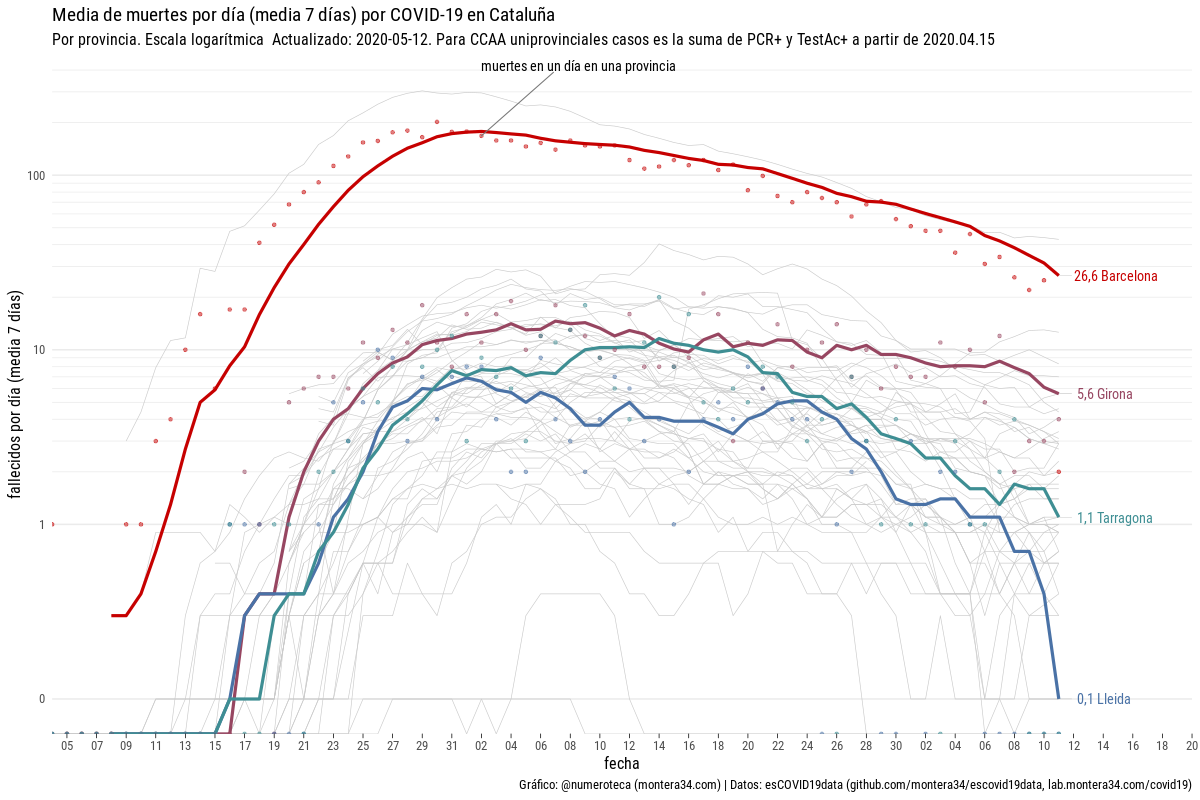 Media de muertes por día (media 7 días) por COVID-19 en Cataluña
Por provincia. Escala logarítmica  Actualizado: 2020-05-12. Para CCAA uniprovinciales casos es la suma de PCR+ y TestAc+ a partir de 2020.04.15
muertes en un día en una provincia
fallecidos por día (media  7 días)
100
10
1
0
26,6 Barcelona
5,6 Girona
1,1 Tarragona
0,1 Lleida
05 07 09 11 13 15 17 19 21 23 25 27 29 31 02 04 06 08 10 12 14 16 18 20 22 24 26 28 30 02 04 06 08 10 12 14 16 18 20
fecha
Gráfico: @numeroteca (montera34.com) | Datos: esCOVID19data (github.com/montera34/escovid19data, lab.montera34.com/covid19)